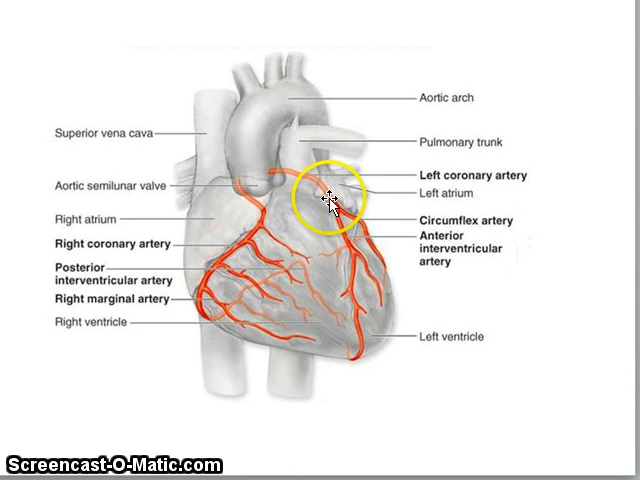 Aortic arch
Superior vena cava
Pulmonary trunk
Left coronary artery
Aortic semilunar valve
Left atrium
Right atrium
Circumflex artery
Right coronary artery
Anterior
interventricular
artery
Posterior
interventricular artery
Right marginal artery
Right ventricle
Left ventricle
Screencast-O-Matic.com